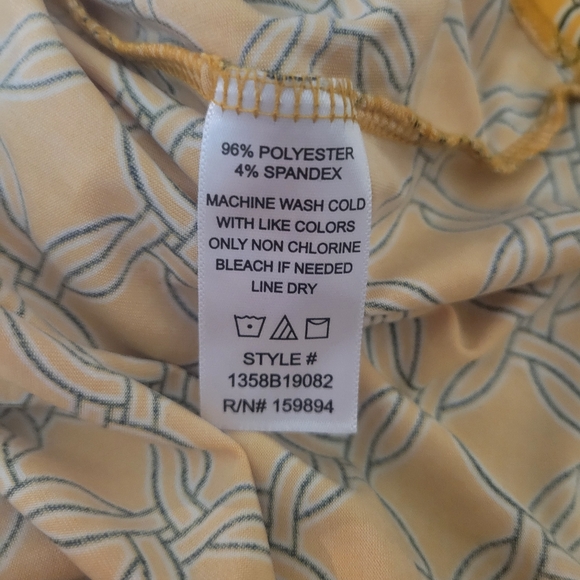 96% POLYESTER
4% SPANDEX
MACHINE WASH COLD
WITH LIKE COLORS
ONLY NON CHLORINE
BLEACH IF NEEDED
LINE DRY
STYLE #
1358B19082
R/N# 159894